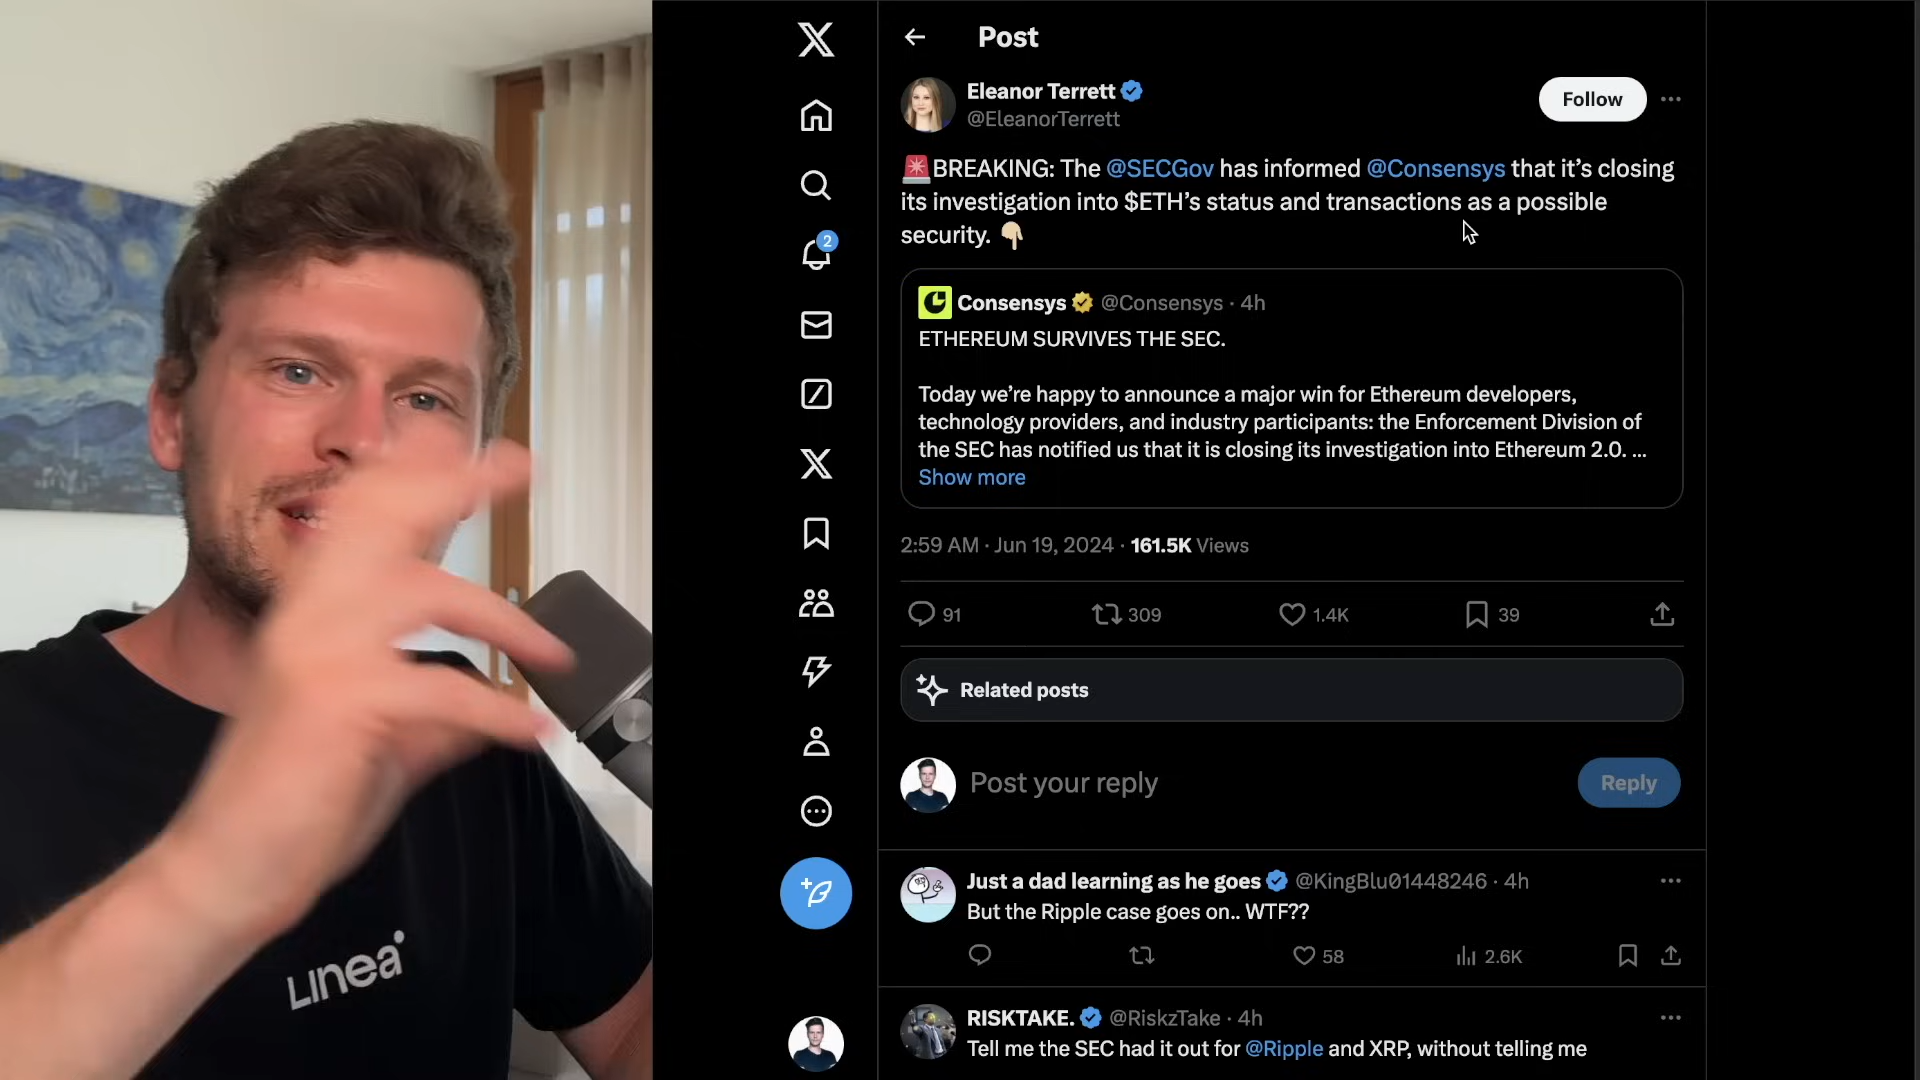 Post
Eleanor Terrett
@EleanorTerrett
Follow
🚨BREAKING: The @SECGov has informed @Consensys that it’s closing
its investigation into $ETH’s status and transactions as a possible
security. 👇🏼
Consensys @Consensys · 4h
ETHEREUM SURVIVES THE SEC.
Today we’re happy to announce a major win for Ethereum developers,
technology providers, and industry participants: the Enforcement Division of
the SEC has notified us that it is closing its investigation into Ethereum 2.0. ...
Show more
2:59 AM · Jun 19, 2024 · 161.5K Views
91 309 1.4K 39
Related posts
Post your reply
Reply
Just a dad learning as he goes @KingBlu01448246 · 4h
But the Ripple case goes on.. WTF??
58 2.6K
RISKTAKE. @RiskzTake · 4h
Tell me the SEC had it out for @Ripple and XRP, without telling me
2
Linea